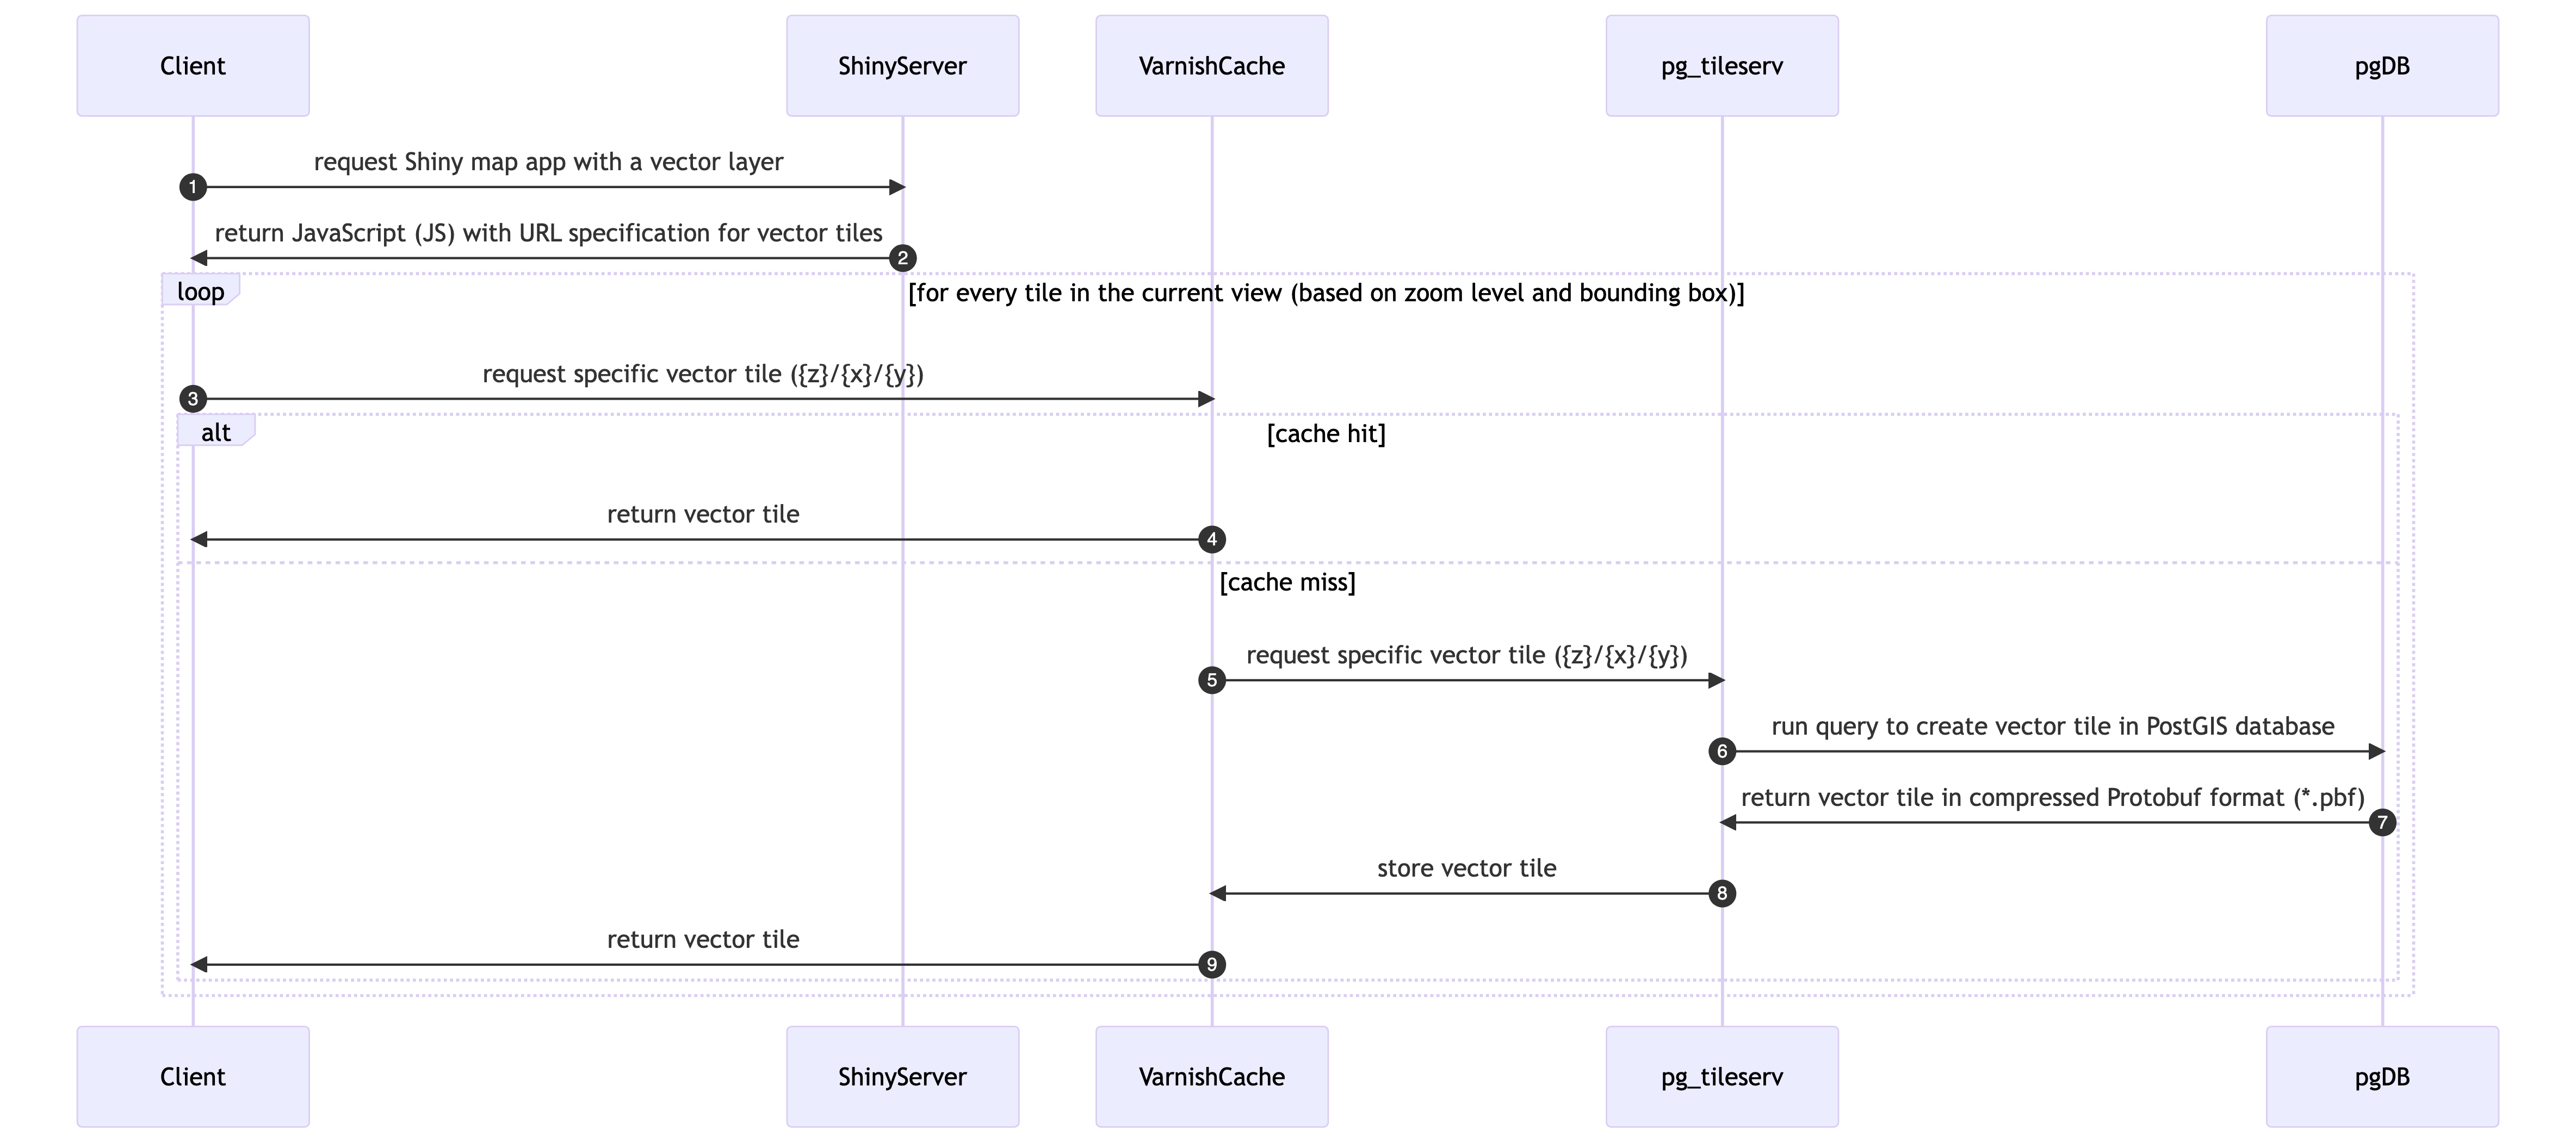 Client
ShinyServer
VarnishCache
pg_tileserv
pgDB
request Shiny map app with a vector layer
1
return JavaScript (JS) with URL specification for vector tiles
2
loop
[for every tile in the current view (based on zoom level and bounding box)]
request specific vector tile ({z}/{x}/{y})
3
alt
[cache hit]
return vector tile
4
[cache miss]
request specific vector tile ({z}/{x}/{y})
5
run query to create vector tile in PostGIS database
6
return vector tile in compressed Protobuf format (*.pbf)
7
store vector tile
8
return vector tile
9
Client
ShinyServer
VarnishCache
pg_tileserv
pgDB